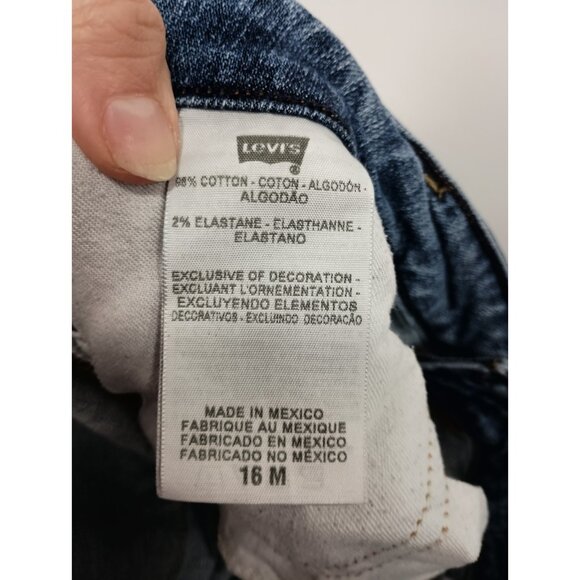 Levi's
®
98% COTTON - COTON - ALGODÓN -
ALGODÃO
2% ELASTANE - ELASTHANNE -
ELASTANO
EXCLUSIVE OF DECORATION -
EXCLUANT L'ORNEMENTATION -
EXCLUYENDO ELEMENTOS
DECORATIVOS - EXCLUINDO DECORAÇÃO
MADE IN MEXICO
FABRIQUE AU MEXIQUE
FABRICADO EN MEXICO
FABRICADO NO MEXICO
16 M